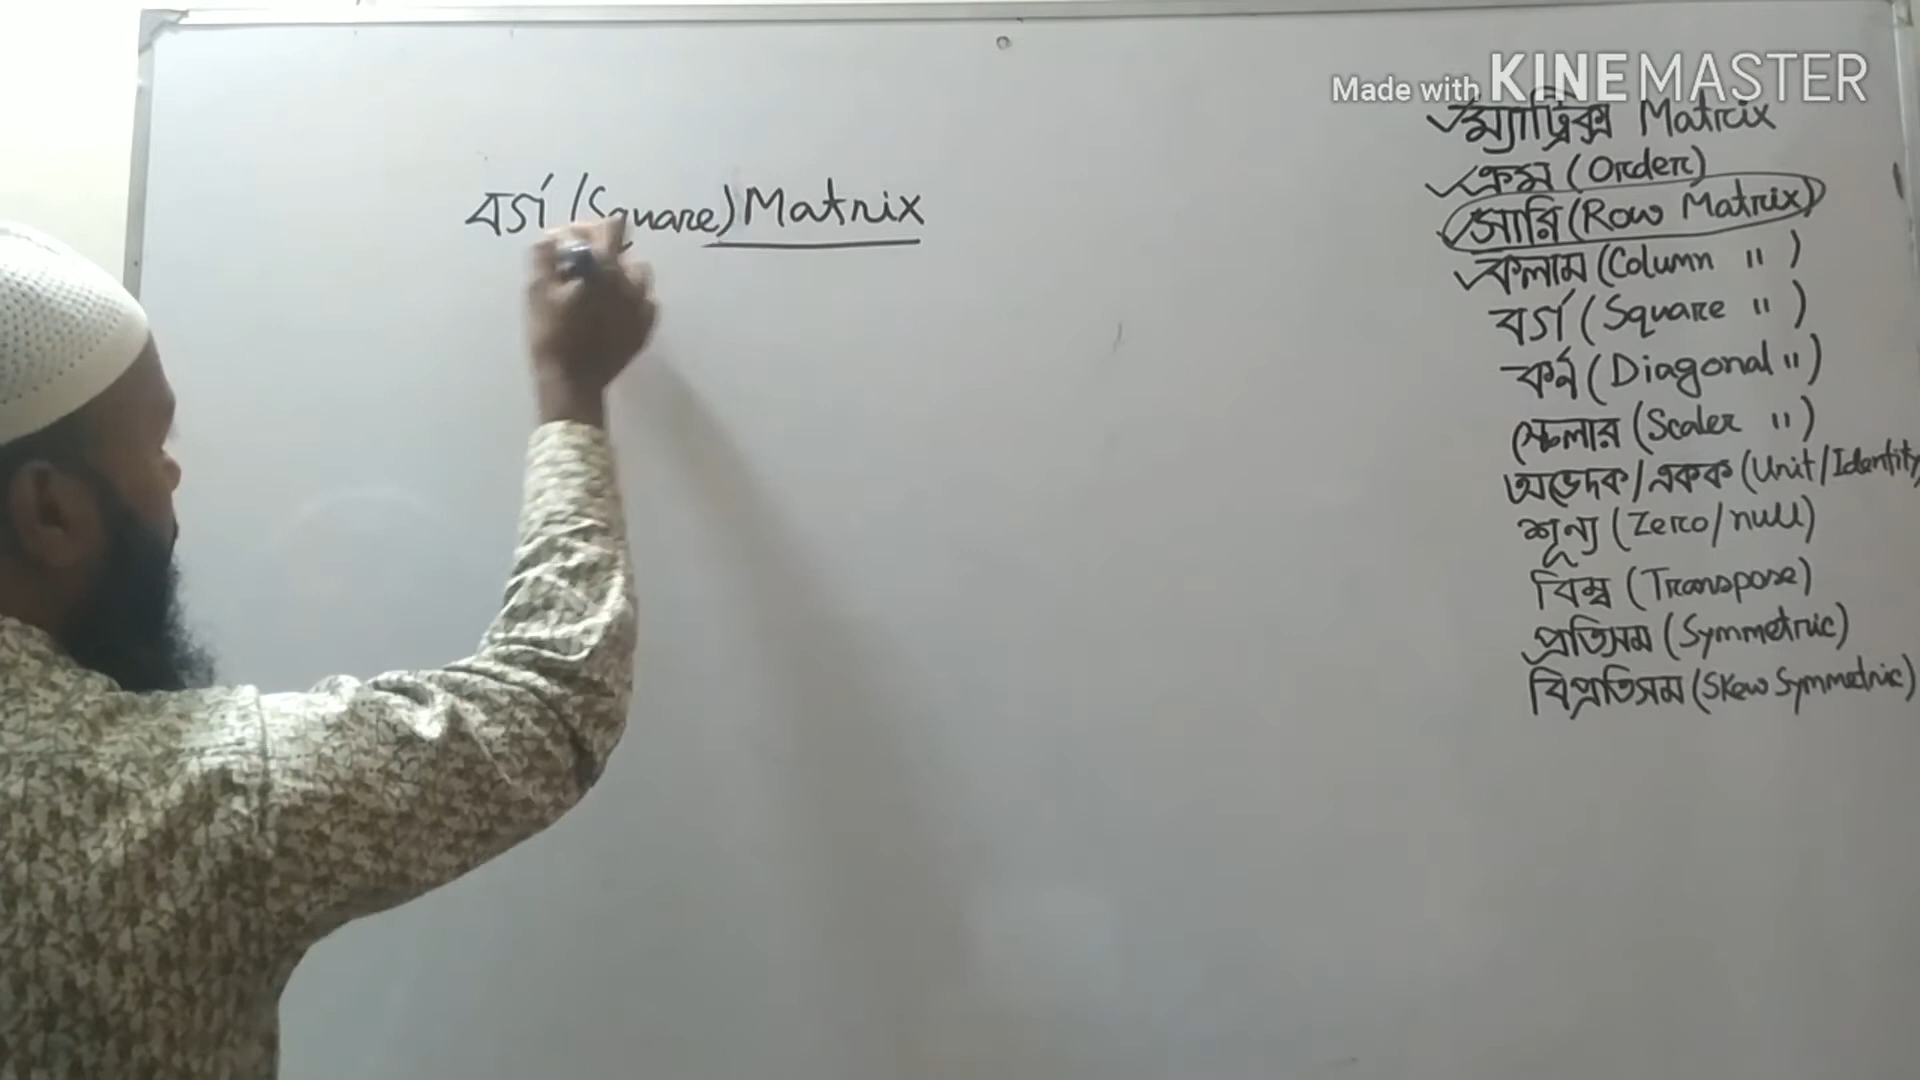 Made with KINEMASTER
বর্গ (Square) Matrix
ম্যাট্রিক্স Matrix
ক্রম (Order)
সারি (Row Matrix)
কলাম (Column " )
বর্গ (Square " )
কর্ন (Diagonal " )
স্কেলার (Scaler " )
অভেদক/একক (Unit/Identity
শূন্য (Zero/null)
বিম্ব (Transpose)
প্রতিসম (Symmetric)
বিপ্রতিসম (Skew Symmetric)